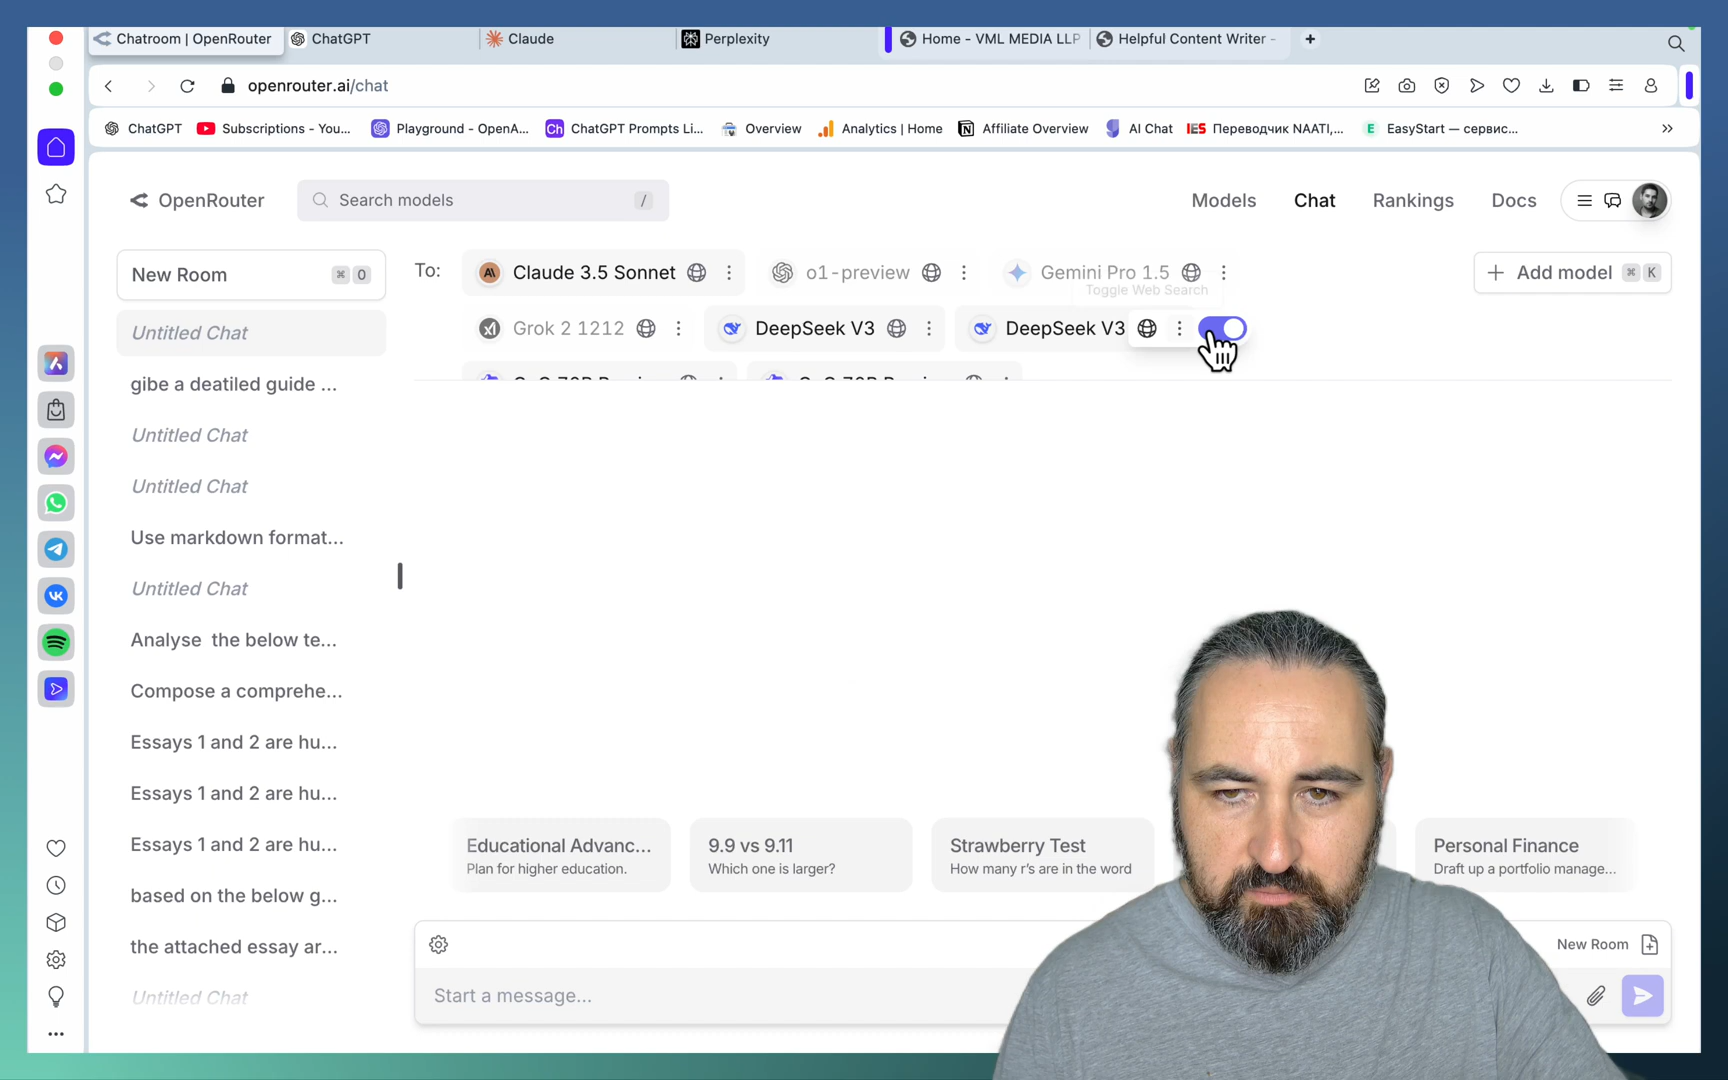 Chatroom | OpenRouter
ChatGPT
Claude
Perplexity
Home - VML MEDIA LLP
Helpful Content Writer -
openrouter.ai/chat
ChatGPT
Subscriptions - You...
Playground - OpenA...
Ch
ChatGPT Prompts Li...
Overview
Analytics | Home
Affiliate Overview
AI Chat
IES Переводчик NAATI,...
E EasyStart — сервис...
OpenRouter
Search models
/
Models
Chat
Rankings
Docs
New Room
⌘ O
To:
Claude 3.5 Sonnet
o1-preview
Gemini Pro 1.5
Add model
⌘ K
Toggle Web Search
Grok 2 1212
DeepSeek V3
DeepSeek V3
Untitled Chat
gibe a deatiled guide ...
Untitled Chat
Untitled Chat
Use markdown format...
Untitled Chat
Analyse the below te...
Compose a comprehe...
Essays 1 and 2 are hu...
Essays 1 and 2 are hu...
Essays 1 and 2 are hu...
based on the below g...
the attached essay ar...
Untitled Chat
Educational Advanc...
Plan for higher education.
9.9 vs 9.11
Which one is larger?
Strawberry Test
How many r's are in the word
Personal Finance
Draft up a portfolio manage...
New Room
Start a message...